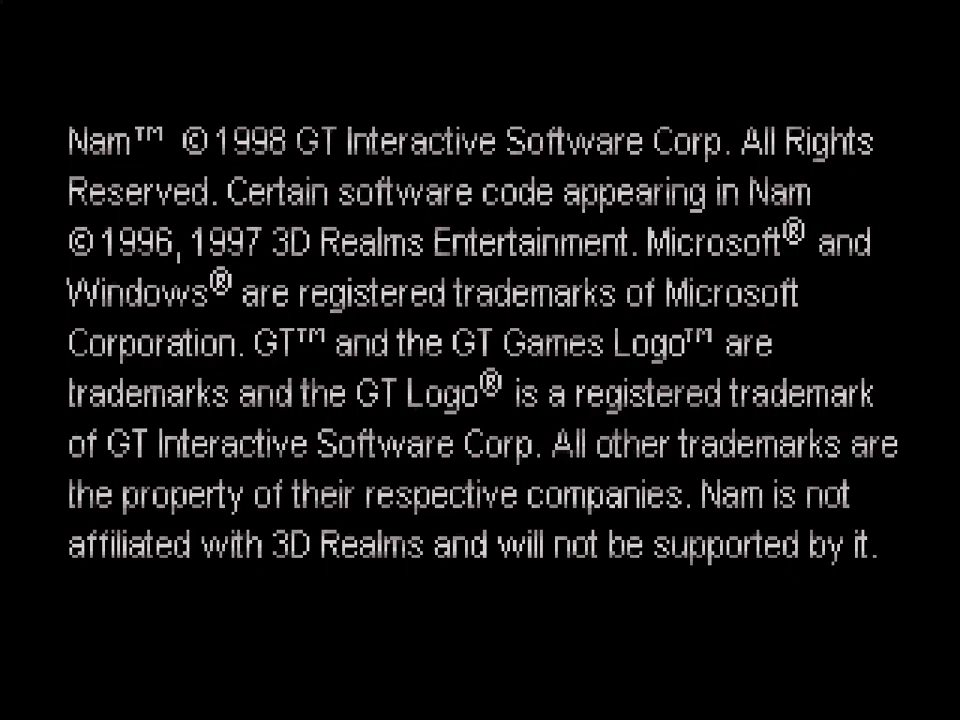 Nam™ © 1998 GT Interactive Software Corp. All Rights
Reserved. Certain software code appearing in Nam
© 1996, 1997 3D Realms Entertainment. Microsoft® and
Windows® are registered trademarks of Microsoft
Corporation. GT™ and the GT Games Logo™ are
trademarks and the GT Logo® is a registered trademark
of GT Interactive Software Corp. All other trademarks are
the property of their respective companies. Nam is not
affiliated with 3D Realms and will not be supported by it.